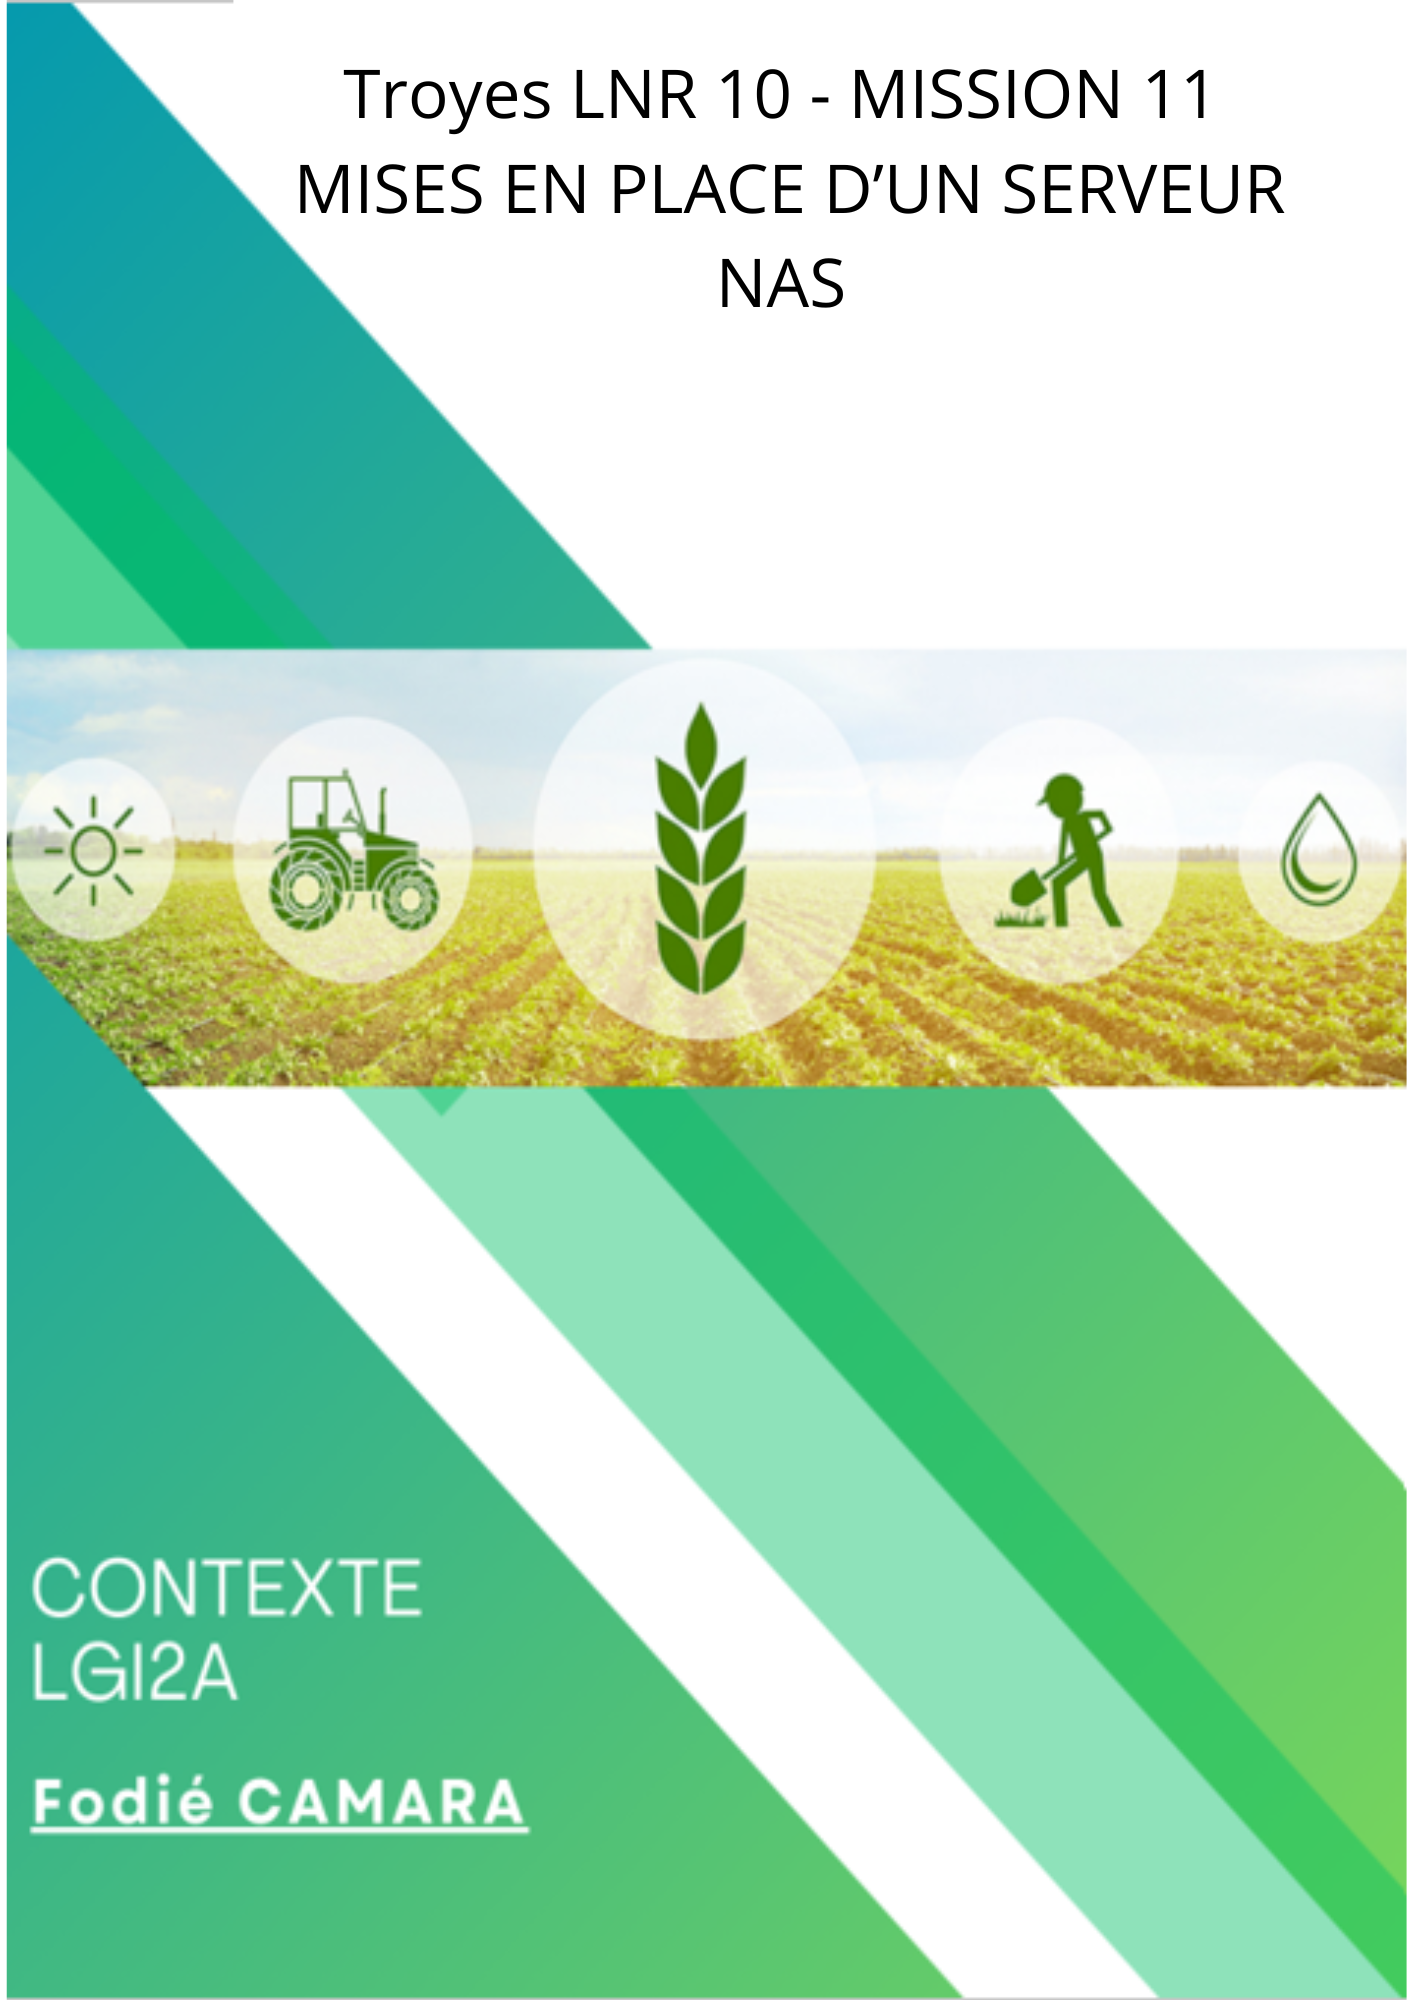 Troyes LNR 10 - MISSION 11
MISES EN PLACE D’UN SERVEUR
NAS
CONTEXTE
LGI2A
Fodié CAMARA